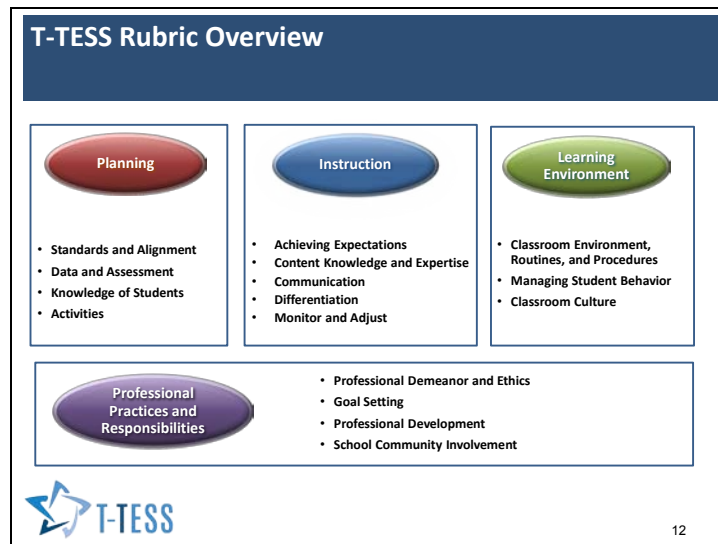 T-TESS Rubric Overview
Planning
• Standards and Alignment
• Data and Assessment
• Knowledge of Students
• Activities
Instruction
• Achieving Expectations
• Content Knowledge and Expertise
• Communication
• Differentiation
• Monitor and Adjust
Learning
Environment
• Classroom Environment,
Routines, and Procedures
• Managing Student Behavior
• Classroom Culture
Professional
Practices and
Responsibilities
• Professional Demeanor and Ethics
• Goal Setting
• Professional Development
• School Community Involvement
T-TESS
12